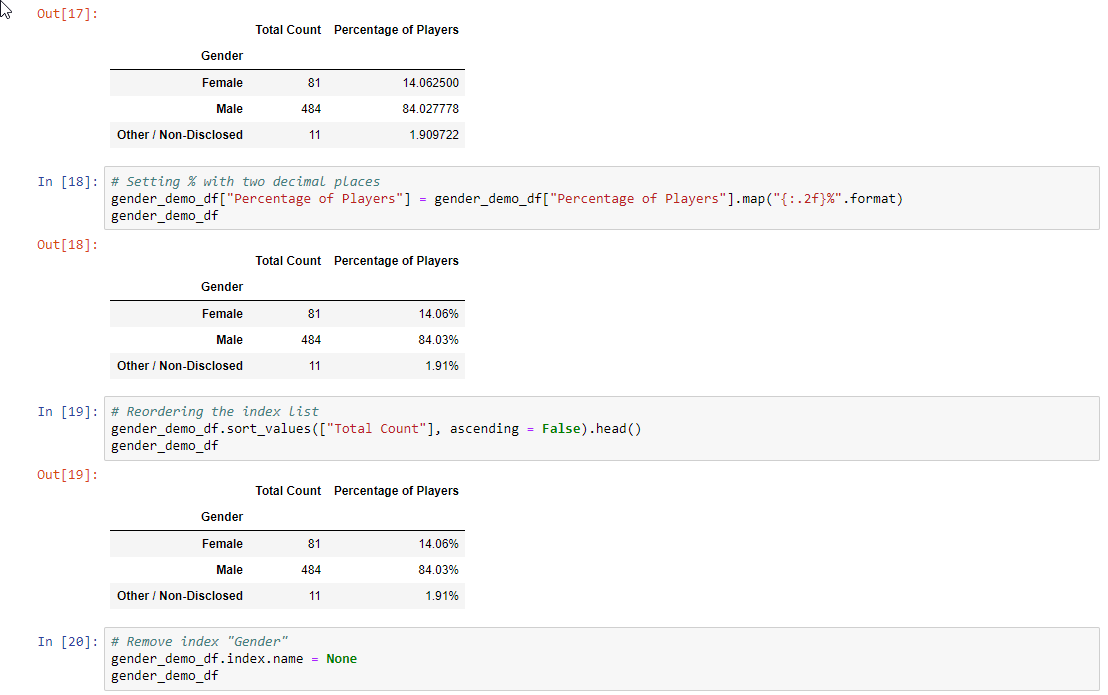 Out[17]:
Total Count Percentage of Players
Gender
Female 81 14.062500
Male 484 84.027778
Other / Non-Disclosed 11 1.909722
In [18]: # Setting % with two decimal places
gender_demo_df["Percentage of Players"] = gender_demo_df["Percentage of Players"].map("{:.2f}%".format)
gender_demo_df
Out[18]:
Total Count Percentage of Players
Gender
Female 81 14.06%
Male 484 84.03%
Other / Non-Disclosed 11 1.91%
In [19]: # Reordering the index list
gender_demo_df.sort_values(["Total Count"], ascending = False).head()
gender_demo_df
Out[19]:
Total Count Percentage of Players
Gender
Female 81 14.06%
Male 484 84.03%
Other / Non-Disclosed 11 1.91%
In [20]: # Remove index "Gender"
gender_demo_df.index.name = None
gender_demo_df